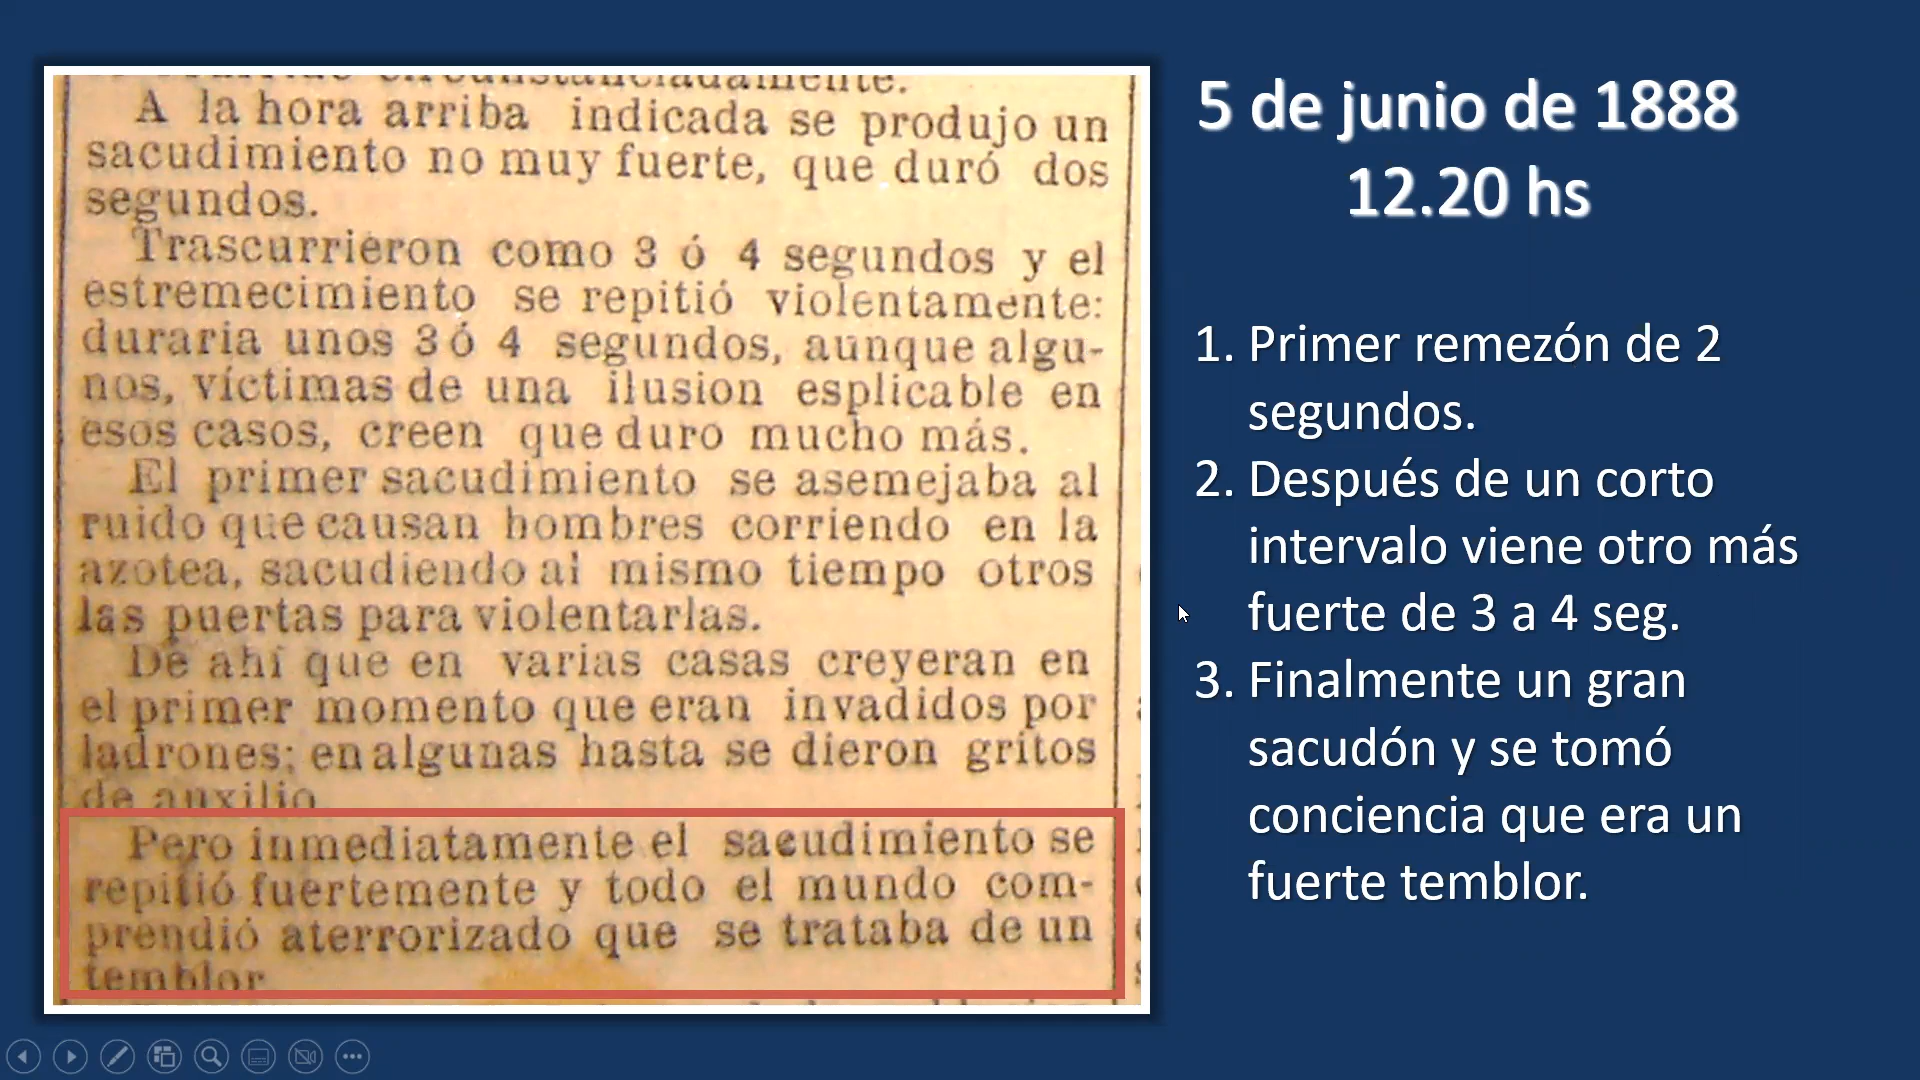 circunstanciadamente.
A la hora arriba indicada se produjo un
sacudimiento no muy fuerte, que duró dos
segundos.
Trascurrieron como 3 ó 4 segundos y el
estremecimiento se repitió violentamente:
duraria unos 3 ó 4 segundos, aunque algu-
nos, víctimas de una ilusion esplicable en
esos casos, creen que duro mucho más.
El primer sacudimiento se asemejaba al
ruido que causan hombres corriendo en la
azotea, sacudiendo al mismo tiempo otros
las puertas para violentarlas.
De ahí que en varias casas creyeran en
el primer momento que eran invadidos por
ladrones; en algunas hasta se dieron gritos
de auxilio
Pero inmediatamente el sacudimiento se
repitió fuertemente y todo el mundo com-
prendió aterrorizado que se trataba de un
temblor
5 de junio de 1888
12.20 hs
1. Primer remezón de 2
segundos.
2. Después de un corto
intervalo viene otro más
fuerte de 3 a 4 seg.
3. Finalmente un gran
sacudón y se tomó
conciencia que era un
fuerte temblor.